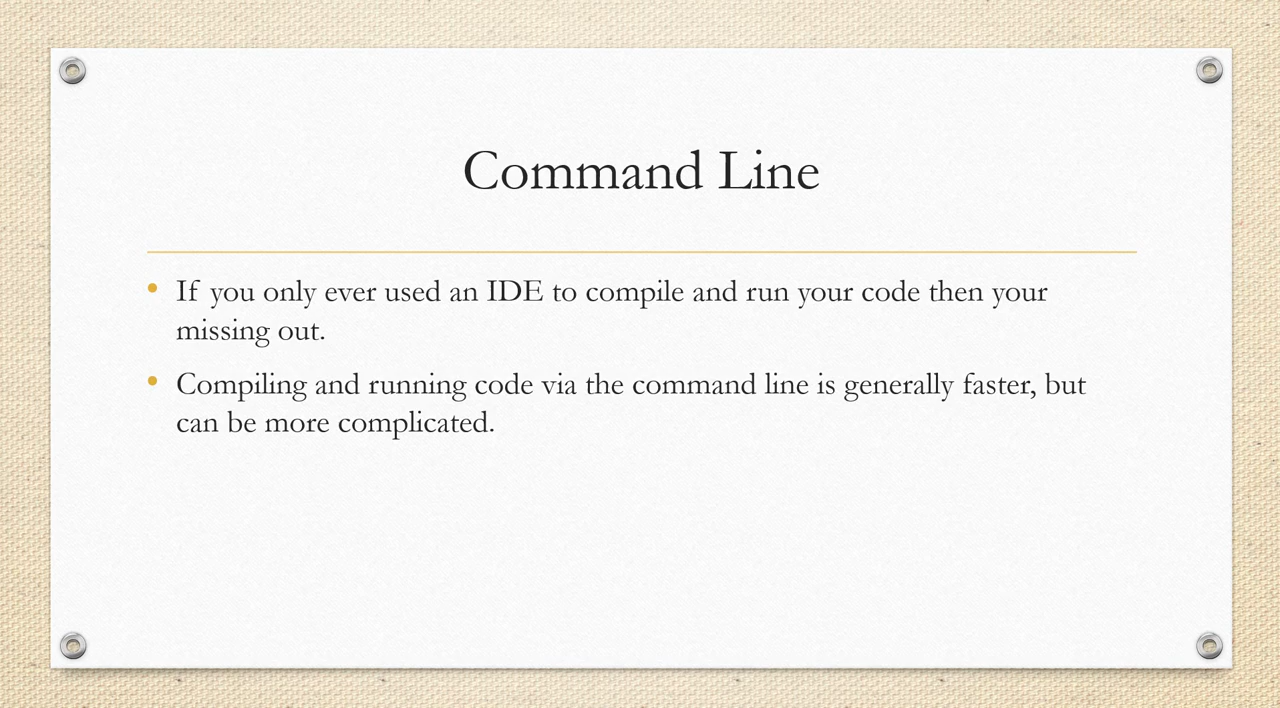 Command Line
• If you only ever used an IDE to compile and run your code then your
missing out.
• Compiling and running code via the command line is generally faster, but
can be more complicated.